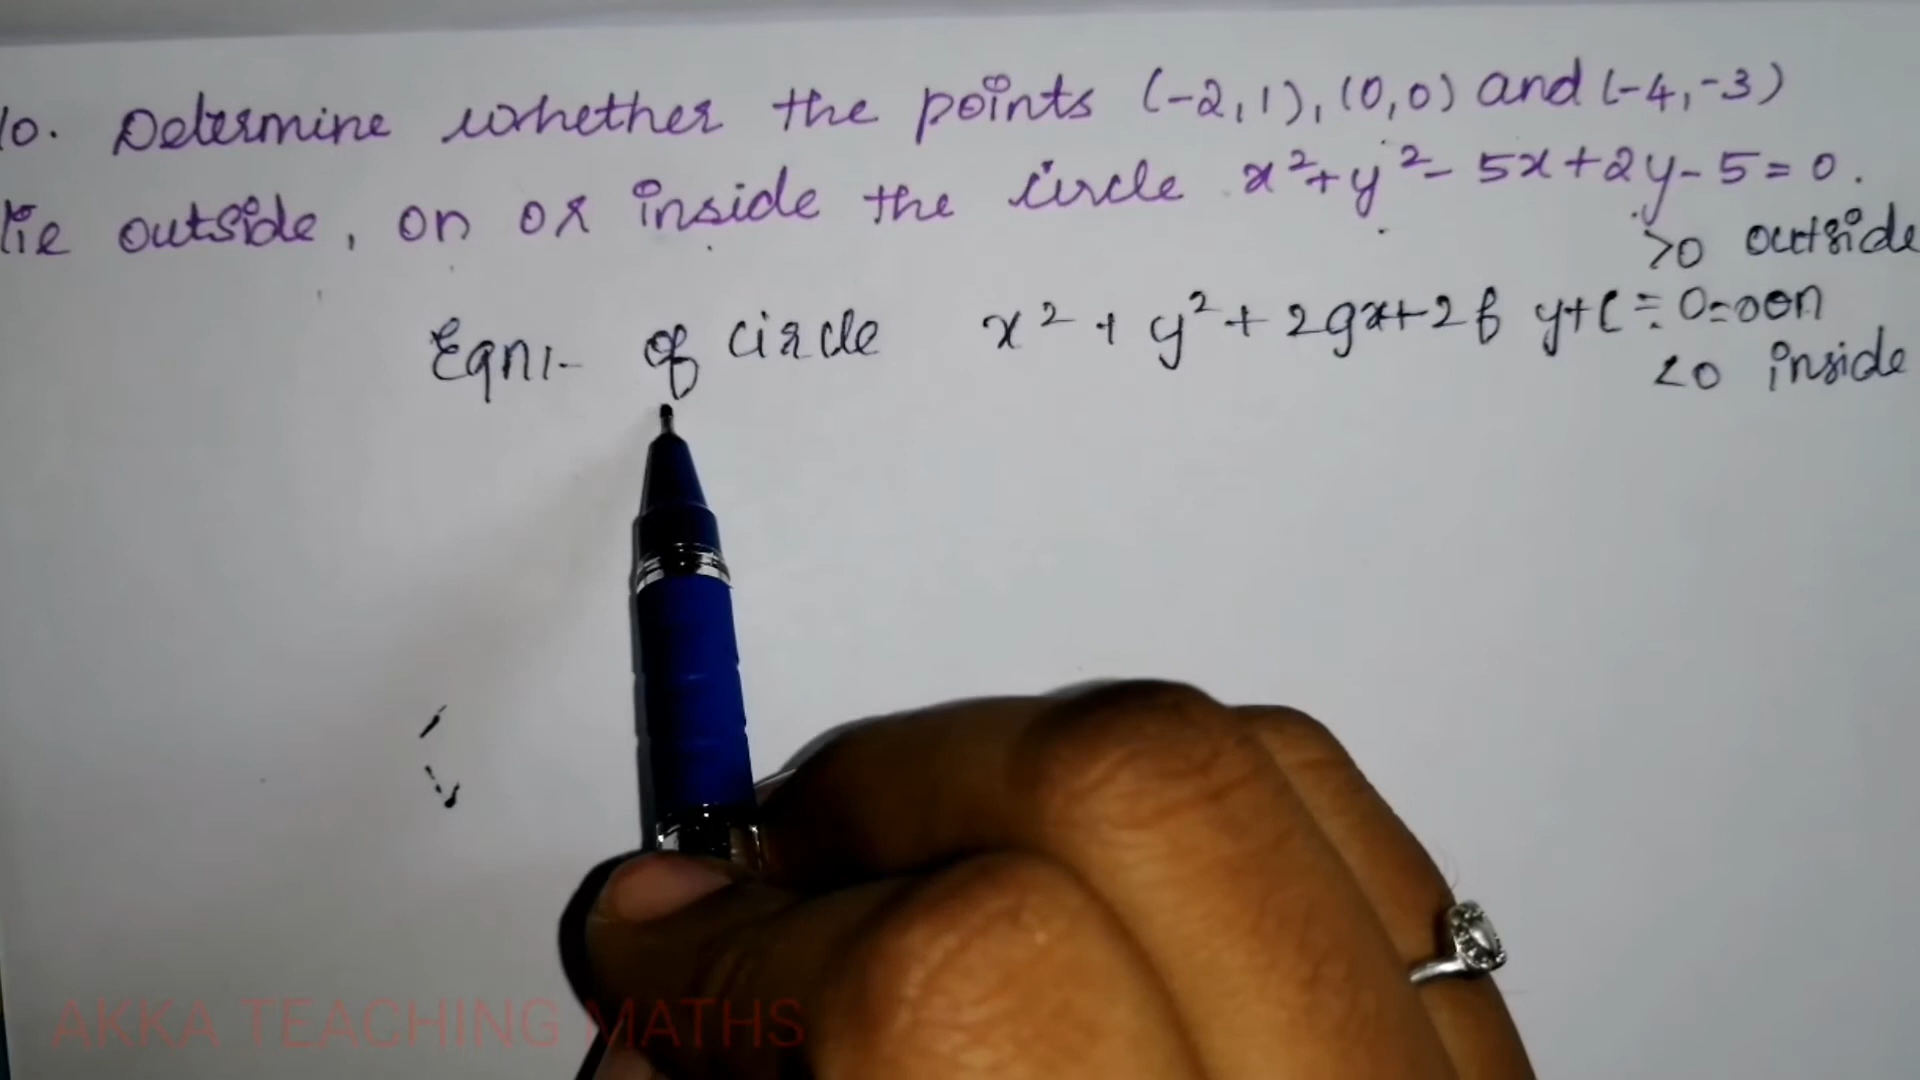 10. Determine whether the points (-2,1), (0,0) and (-4,-3)
lie outside, on or inside the circle x²+y²-5x+2y-5=0.
>0 outside
Eqn:- of circle x²+y²+2gx+2fy+c=0=0 on
<0 inside
AKKA TEACHING MATHS